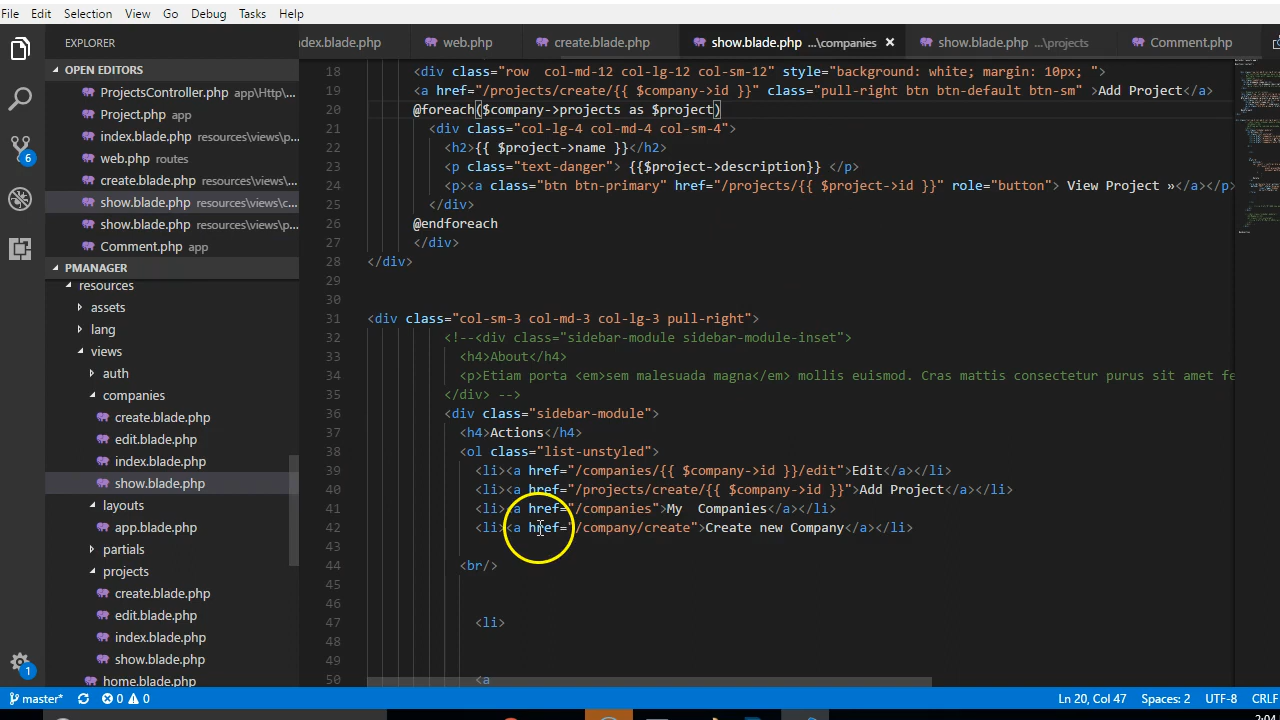 File Edit Selection View Go Debug Tasks Help
EXPLORER
OPEN EDITORS
ProjectsController.php app\Http\...
Project.php app
index.blade.php resources\views\...
web.php routes
create.blade.php resources\views\...
show.blade.php resources\views\c...
show.blade.php resources\views\p...
Comment.php app
PMANAGER
resources
assets
lang
views
auth
companies
create.blade.php
edit.blade.php
index.blade.php
show.blade.php
layouts
app.blade.php
partials
projects
create.blade.php
edit.blade.php
index.blade.php
show.blade.php
home.blade.php
6
1
ndex.blade.php web.php create.blade.php show.blade.php ...\companies × show.blade.php ...\projects Comment.php
18 <div class="row  col-md-12 col-lg-12 col-sm-12" style="background: white; margin: 10px; ">
19 <a href="/projects/create/{{ $company->id }}" class="pull-right btn btn-default btn-sm" >Add Project</a>
20 @foreach($company->projects as $project)
21 <div class="col-lg-4 col-md-4 col-sm-4">
22 <h2>{{ $project->name }}</h2>
23 <p class="text-danger"> {{$project->description}} </p>
24 <p><a class="btn btn-primary" href="/projects/{{ $project->id }}" role="button"> View Project »</a></p>
25 </div>
26 @endforeach
27 </div>
28 </div>
29
30
31 <div class="col-sm-3 col-md-3 col-lg-3 pull-right">
32 <!--<div class="sidebar-module sidebar-module-inset">
33 <h4>About</h4>
34 <p>Etiam porta <em>sem malesuada magna</em> mollis euismod. Cras mattis consectetur purus sit amet fe
35 </div> -->
36 <div class="sidebar-module">
37 <h4>Actions</h4>
38 <ol class="list-unstyled">
39 <li><a href="/companies/{{ $company->id }}/edit">Edit</a></li>
40 <li><a href="/projects/create/{{ $company->id }}">Add Project</a></li>
41 <li><a href="/companies">My  Companies</a></li>
42 <li><a href="/company/create">Create new Company</a></li>
43
44 <br/>
45
46
47 <li>
48
49
50 <a
master* 0 0 Ln 20, Col 47 Spaces: 2 UTF-8 CRLF